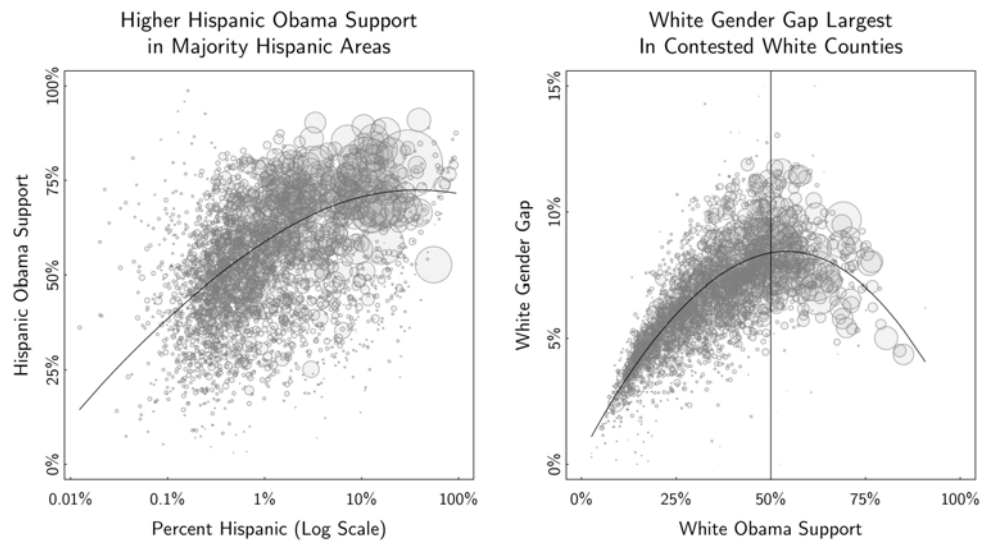 Higher Hispanic Obama Support
in Majority Hispanic Areas
100%
75%
50%
25%
0%
Hispanic Obama Support
0.01%
0.1%
1%
10%
100%
Percent Hispanic (Log Scale)
White Gender Gap Largest
In Contested White Counties
15%
10%
5%
0%
White Gender Gap
0%
25%
50%
75%
100%
White Obama Support